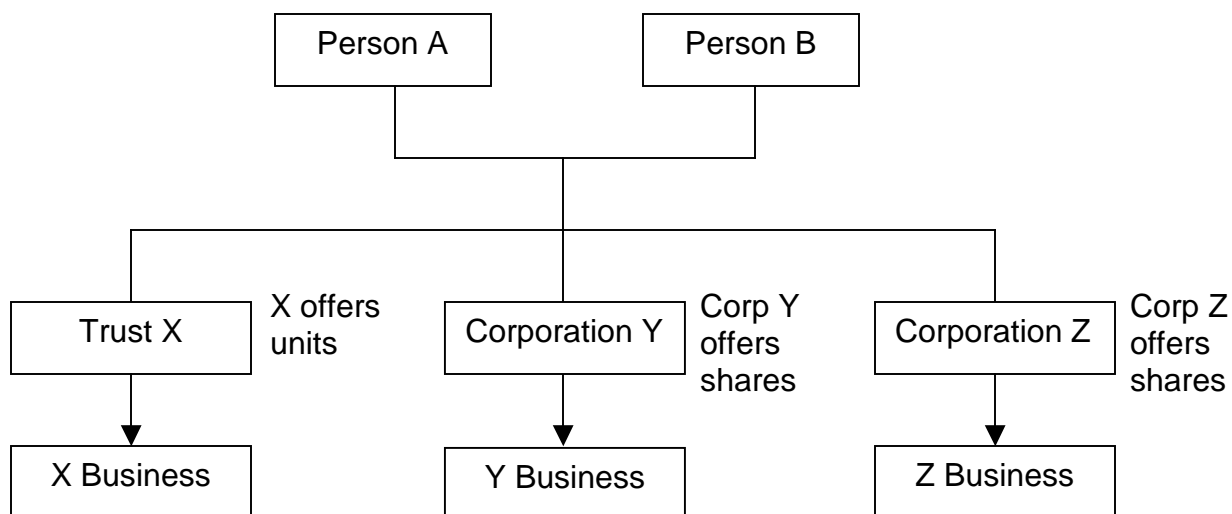 Person A
Person B
Trust X
X offers
units
Corporation Y
Corp Y
offers
shares
Corporation Z
Corp Z
offers
shares
X Business
Y Business
Z Business